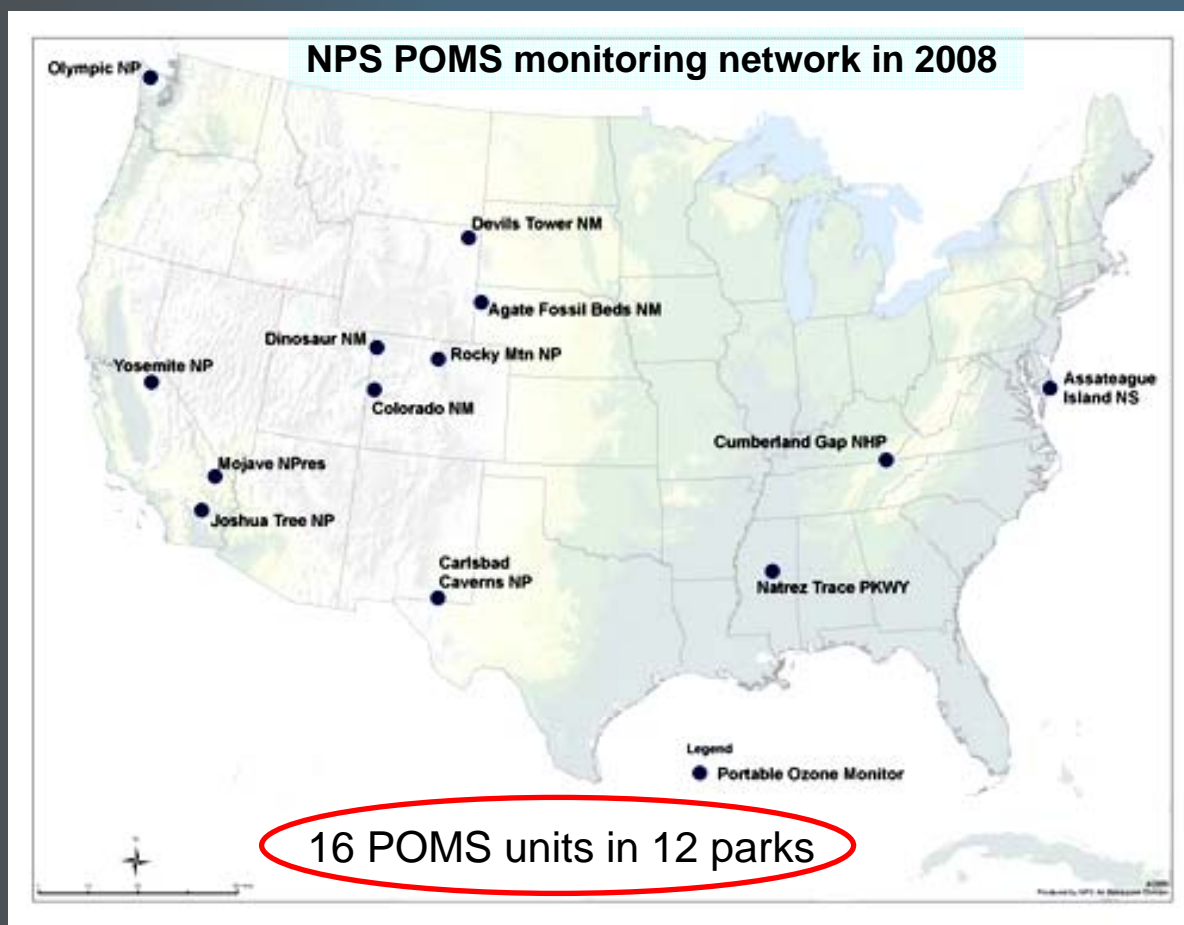 NPS POMS monitoring network in 2008
Olympic NP
Devils Tower NM
Agate Fossil Beds NM
Dinosaur NM
Rocky Mtn NP
Yosemite NP
Colorado NM
Assateague
Island NS
Cumberland Gap NHP
Mojave NPres
Joshua Tree NP
Carlsbad
Caverns NP
Natrez Trace PKWY
Legend
Portable Ozone Monitor
16 POMS units in 12 parks